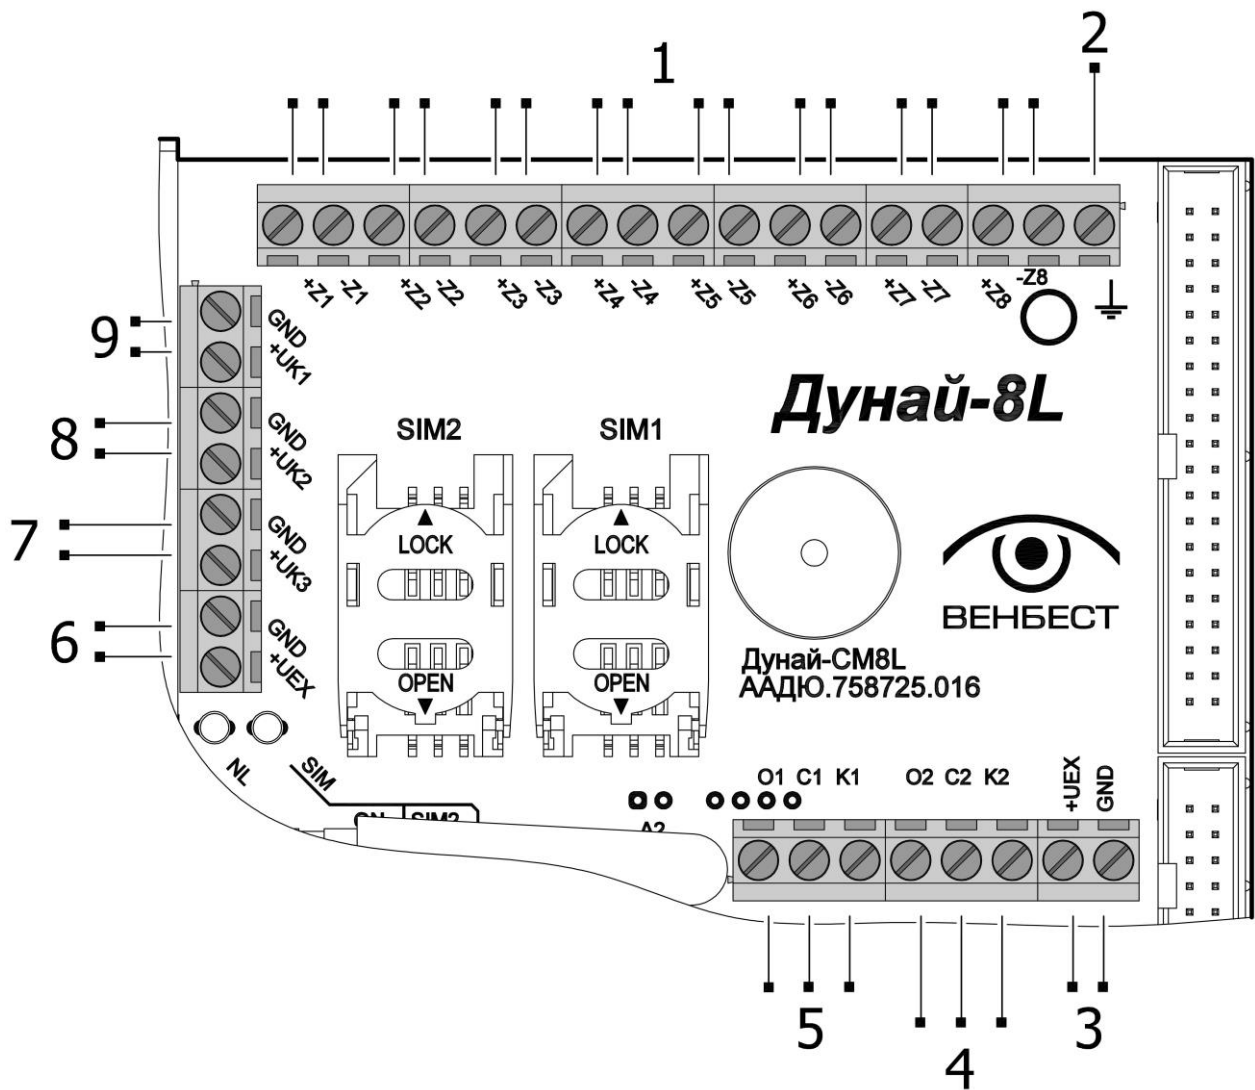 1
2
+Z1 -Z1 +Z2 -Z2 +Z3 -Z3 +Z4 -Z4 +Z5 -Z5 +Z6 -Z6 +Z7 -Z7 +Z8 -Z8
9
GND
+UK1
8
GND
+UK2
7
GND
+UK3
6
GND
+UEX
Дунай-8L
SIM2
SIM1
LOCK
LOCK
OPEN
OPEN
ВЕНБЕСТ
Дунай-СМ8L
ААДЮ.758725.016
NL
SIM
SIM2
A2
O1 C1 K1 O2 C2 K2 +UEX GND
5
4
3